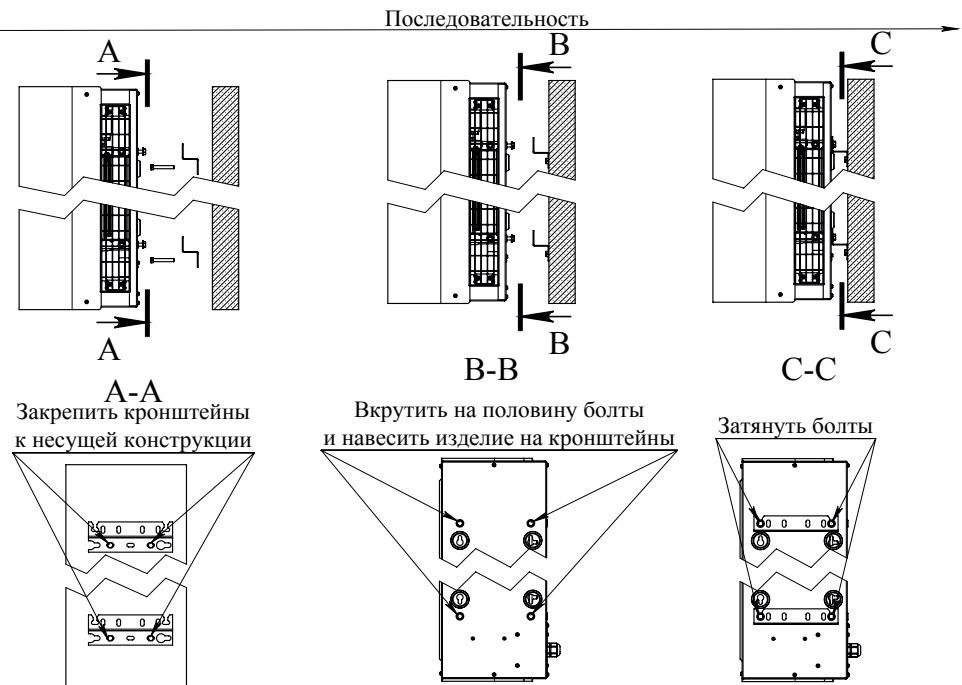 Последовательность
A
B
C
A
B
C
A-A
B-B
C-C
Закрепить кронштейны
к несущей конструкции
Вкрутить на половину болты
и навесить изделие на кронштейны
Затянуть болты